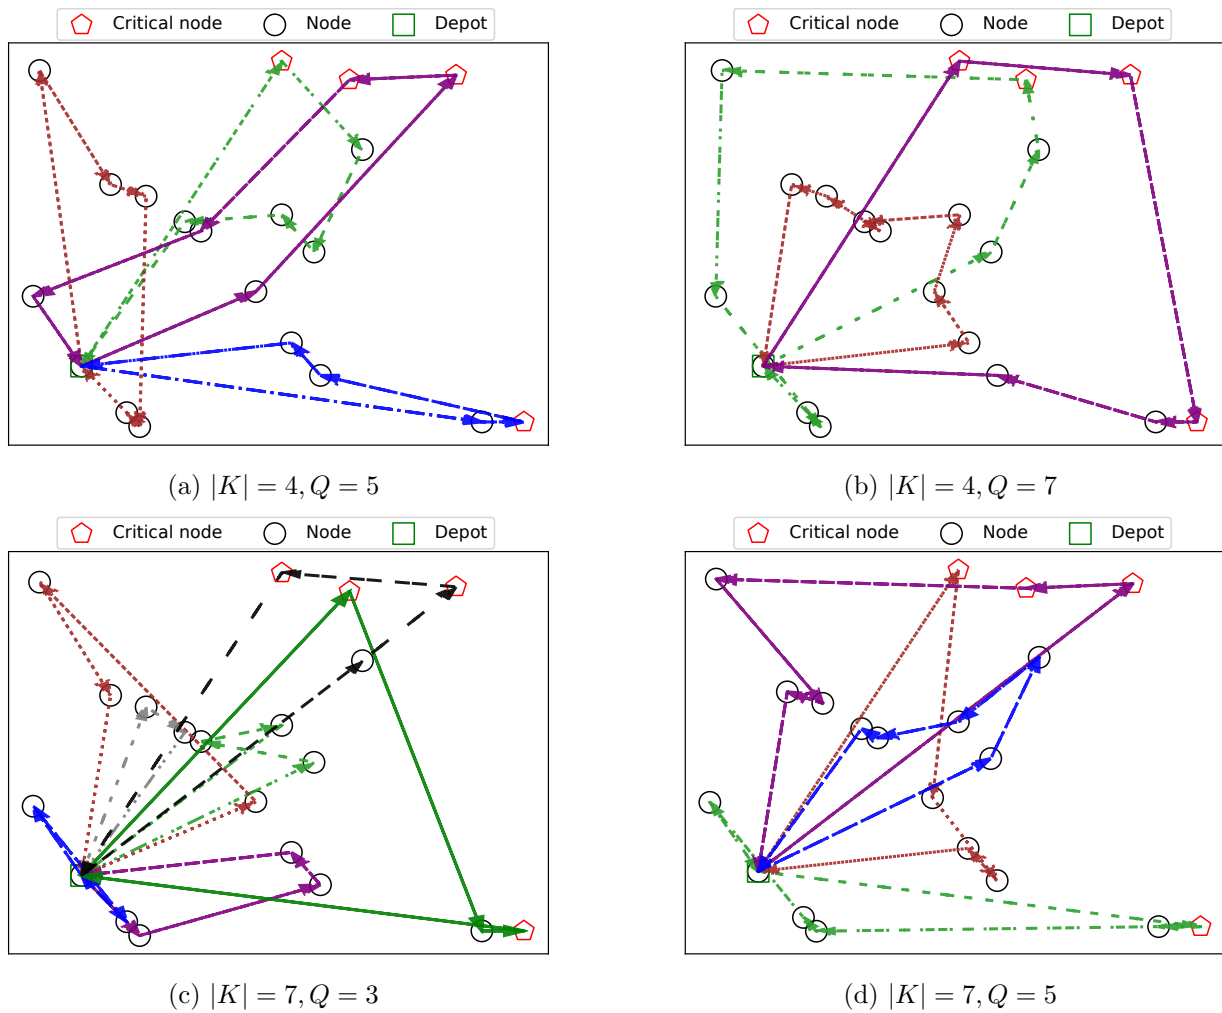 Critical node Node Depot
Critical node Node Depot
(a) |K| = 4, Q = 5
(b) |K| = 4, Q = 7
Critical node Node Depot
Critical node Node Depot
(c) |K| = 7, Q = 3
(d) |K| = 7, Q = 5